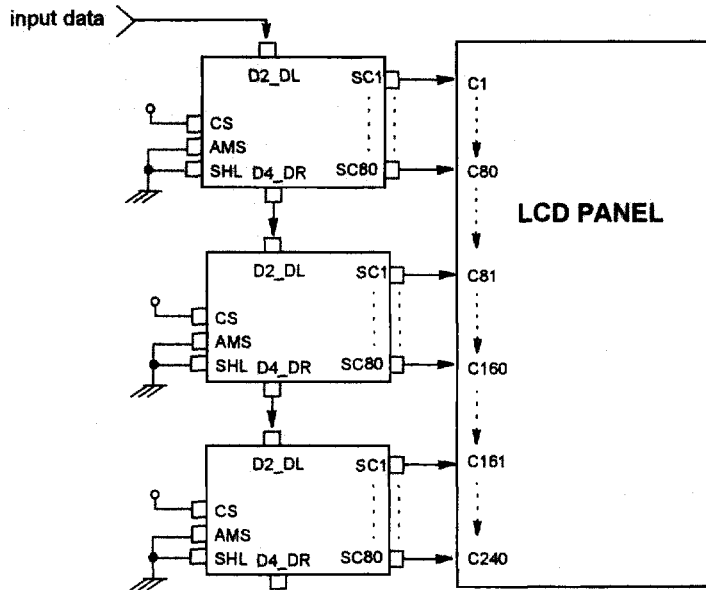 input data
D2_DL
SC1
CS
AMS
SHL
D4_DR
SC80
C1
C80
LCD PANEL
D2_DL
SC1
CS
AMS
SHL
D4_DR
SC80
C81
C160
D2_DL
SC1
CS
AMS
SHL
D4_DR
SC80
C161
C240